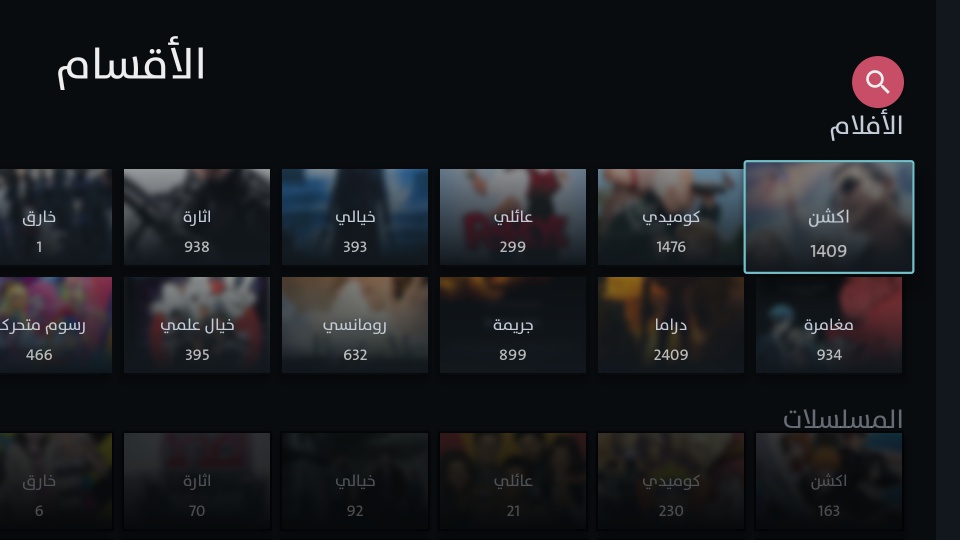 الأقسام
الأفلام
اكشن
1409
كوميدي
1476
عائلي
299
خيالي
393
اثارة
938
خارق
1
مغامرة
934
دراما
2409
جريمة
899
رومانسي
632
خيال علمي
395
رسوم متحرك
466
المسلسلات
اكشن
163
كوميدي
230
عائلي
21
خيالي
92
اثارة
70
خارق
6